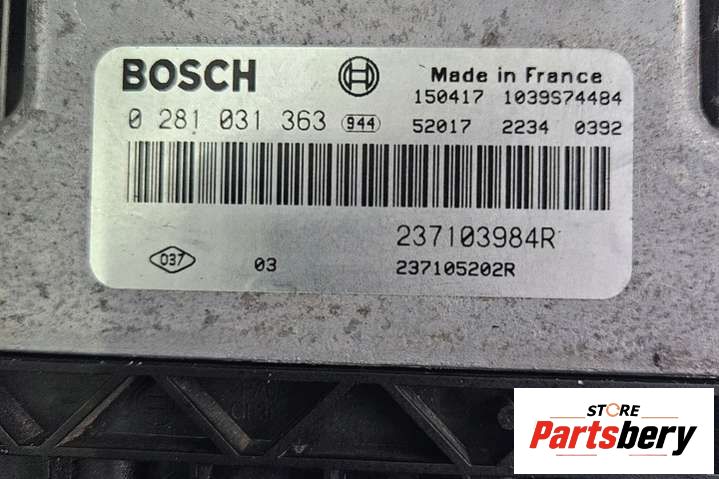 BOSCH
Made in France
150417 1039S74484
0 281 031 363 944 52017 2234 0392
237103984R
037 03 237105202R
STORE
Partsbery